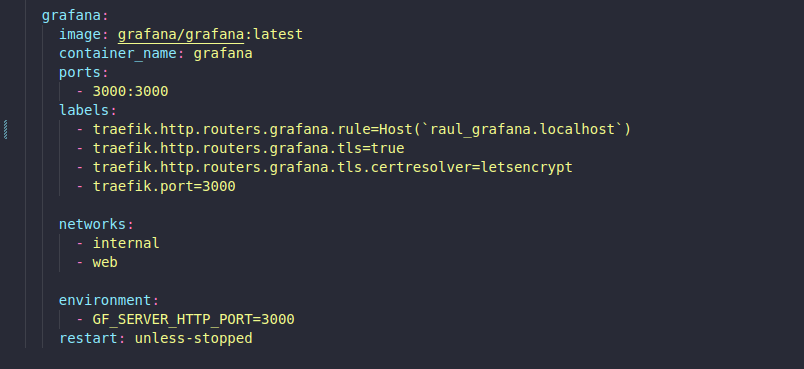 grafana:
image: grafana/grafana:latest
container_name: grafana
ports:
- 3000:3000
labels:
- traefik.http.routers.grafana.rule=Host(`raul_grafana.localhost`)
- traefik.http.routers.grafana.tls=true
- traefik.http.routers.grafana.tls.certresolver=letsencrypt
- traefik.port=3000
networks:
- internal
- web
environment:
- GF_SERVER_HTTP_PORT=3000
restart: unless-stopped